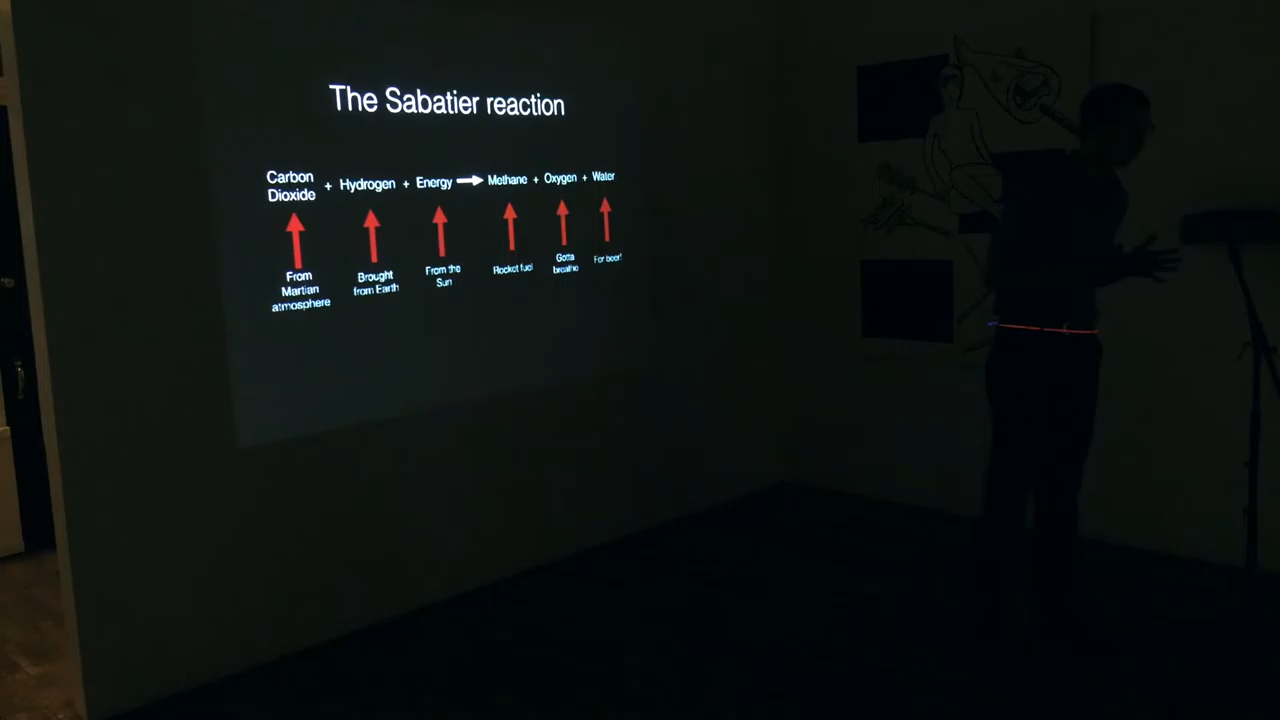 The Sabatier reaction
Carbon
Dioxide + Hydrogen + Energy → Methane + Oxygen + Water
From
Martian
atmosphere
Brought
from Earth
From the
Sun
Rocket fuel
Gotta
breathe
For beer!